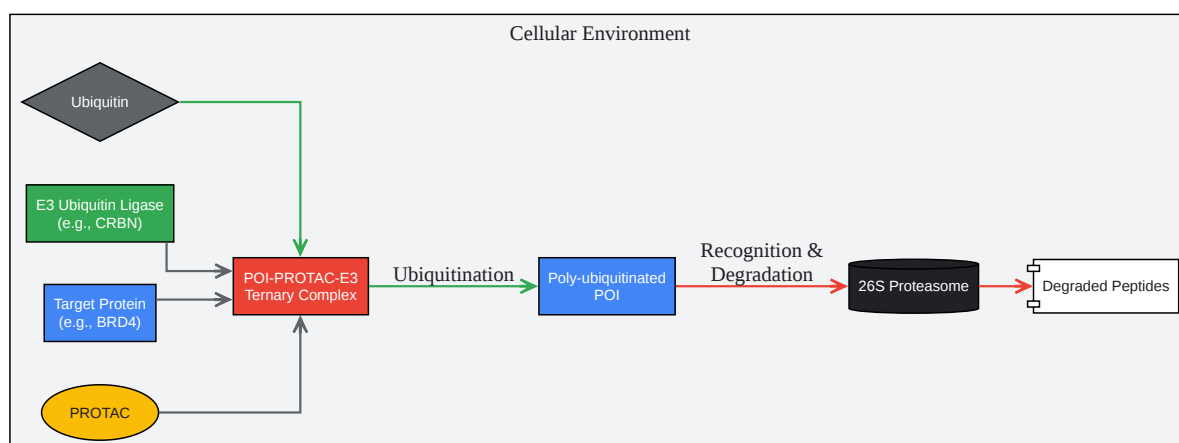 Cellular Environment
Ubiquitin
E3 Ubiquitin Ligase
(e.g., CRBN)
Target Protein
(e.g., BRD4)
PROTAC
POI-PROTAC-E3
Ternary Complex
Ubiquitination
Poly-ubiquitinated
POI
Recognition &
Degradation
26S Proteasome
Degraded Peptides